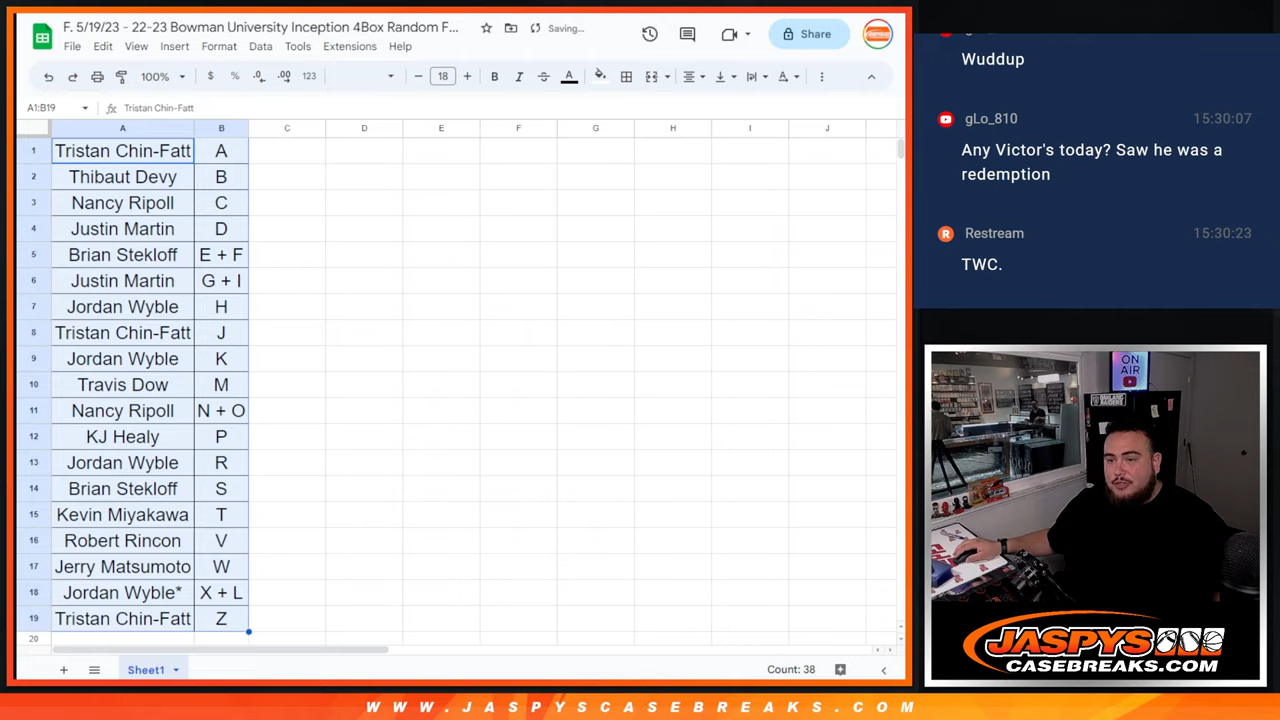 F. 5/19/23 - 22-23 Bowman University Inception 4Box Random F...
Saving...
Share
File Edit View Insert Format Data Tools Extensions Help
100% $ % .0 .00 123 18 B I A
A1:B19 fx Tristan Chin-Fatt
A B C D E F G H I J
1 Tristan Chin-Fatt A
2 Thibaut Devy B
3 Nancy Ripoll C
4 Justin Martin D
5 Brian Stekloff E + F
6 Justin Martin G + I
7 Jordan Wyble H
8 Tristan Chin-Fatt J
9 Jordan Wyble K
10 Travis Dow M
11 Nancy Ripoll N + O
12 KJ Healy P
13 Jordan Wyble R
14 Brian Stekloff S
15 Kevin Miyakawa T
16 Robert Rincon V
17 Jerry Matsumoto W
18 Jordan Wyble* X + L
19 Tristan Chin-Fatt Z
20
Sheet1
Count: 38
Wuddup
gLo_810 15:30:07
Any Victor's today? Saw he was a
redemption
Restream 15:30:23
TWC.
ON
AIR
JASPYS
CASEBREAKS.COM
WWW.JASPYSCASEBREAKS.COM